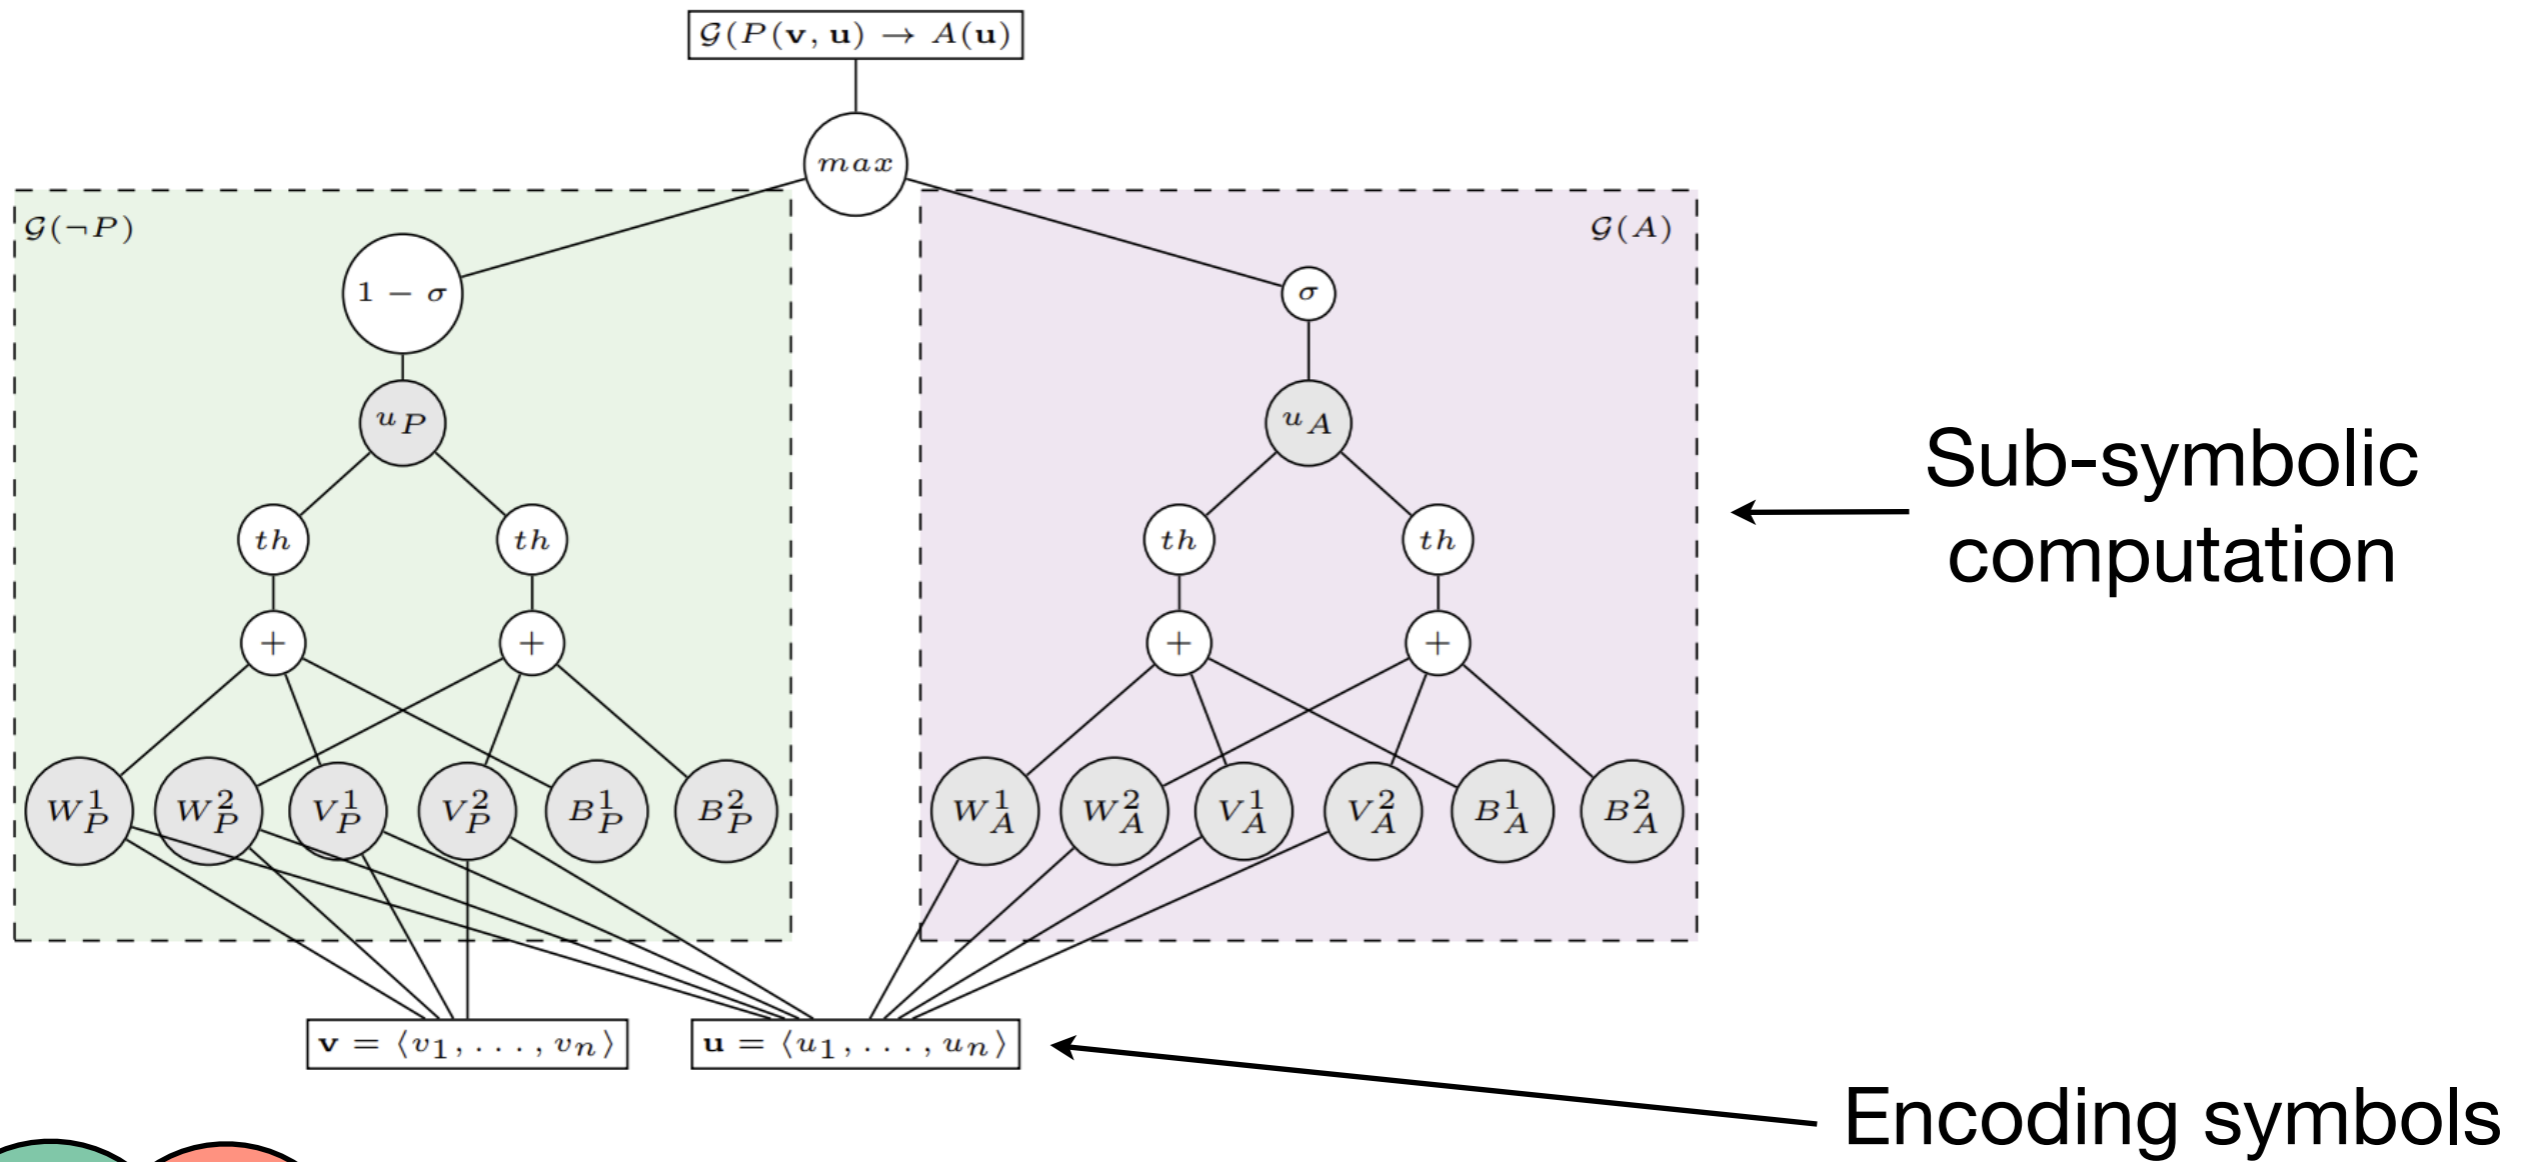 𝒢(P(v, u) → A(u)
max
𝒢(¬P)
𝒢(A)
1 − σ
σ
u_P
u_A
th
th
th
th
Sub-symbolic
computation
+
+
+
+
W_P^1
W_P^2
V_P^1
V_P^2
B_P^1
B_P^2
W_A^1
W_A^2
V_A^1
V_A^2
B_A^1
B_A^2
v = ⟨v_1, . . . , v_n⟩
u = ⟨u_1, . . . , u_n⟩
Encoding symbols